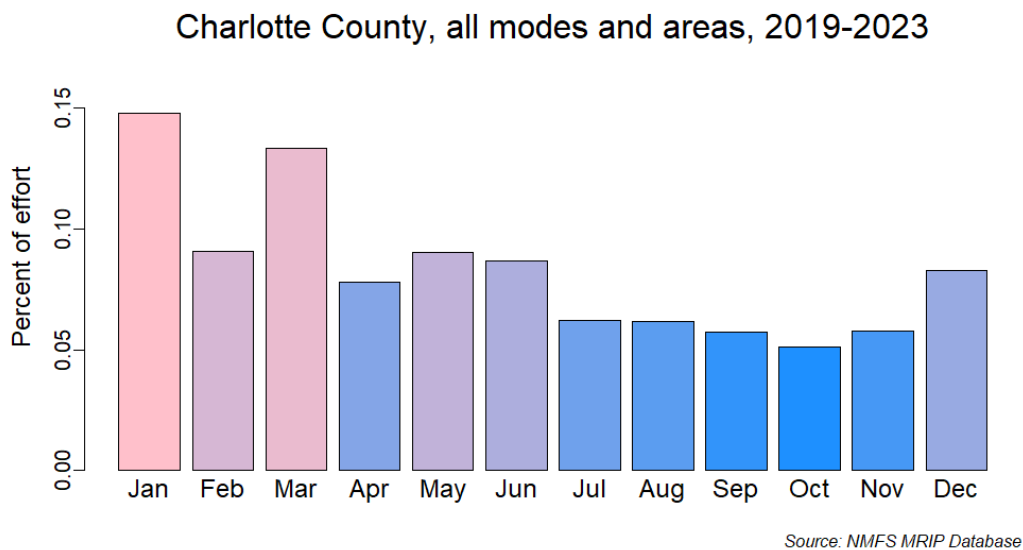 Charlotte County, all modes and areas, 2019-2023
Percent of effort
0.15
0.10
0.05
0.00
Jan Feb Mar Apr May Jun Jul Aug Sep Oct Nov Dec
Source: NMFS MRIP Database